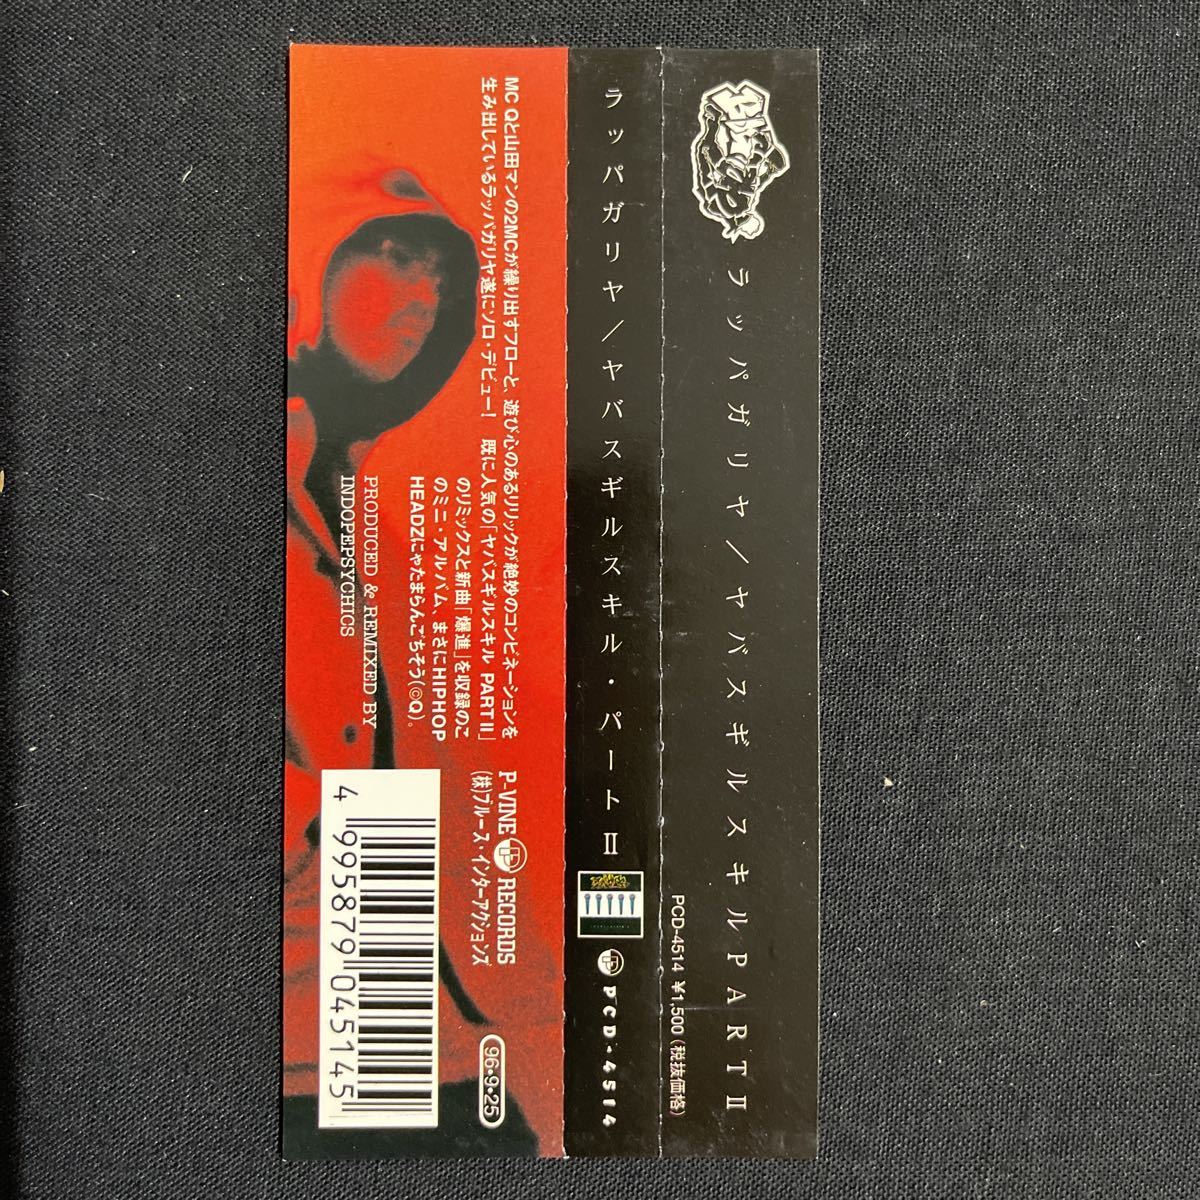 ラッパガリヤ／ヤバスギルスキルPARTⅡ
PCD-4514 ¥1,500 (税抜価格)
ラッパガリヤ／ヤバスギルスキル・パートⅡ
PCD-4514
MC Qと山田マンの2MCが繰り出すフローと、遊び心のあるリリックが絶妙のコンビネーションを
生み出しているラッパガリヤ遂にソロ・デビュー! 既に人気の「ヤバスギルスキル PARTⅡ」
のリミックスと新曲「爆進」を収録のこ
のミニ・アルバム、まさにHIPHOP
HEADZにゃたまらんごちそう(©Q)。
PRODUCED & REMIXED BY
INDOPEPSYCHICS
P-VINE RECORDS
(株)ブルース・インターアクションズ
96・9・25
4 995879 045145